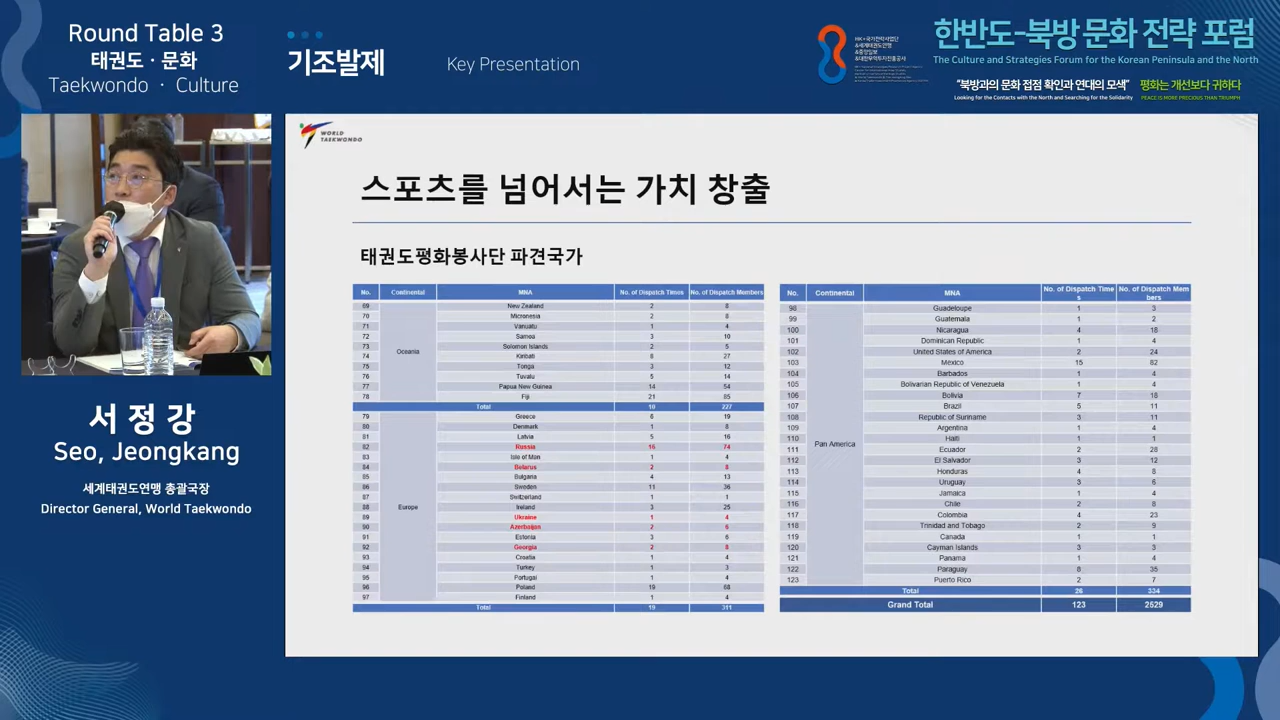 Round Table 3
태권도 · 문화
Taekwondo · Culture
기조발제
Key Presentation
한반도-북방 문화 전략 포럼
The Culture and Strategies Forum for the Korean Peninsula and the North
"북방과의 문화 접점 확인과 연대의 모색" 평화는 개선보다 귀하다
Looking for the Contacts with the North and Searching for the Solidarity PEACE IS MORE PRECIOUS THAN TRIUMPH
WORLD
TAEKWONDO
스포츠를 넘어서는 가치 창출
태권도평화봉사단 파견국가
No. Continental MNA No. of Dispatch Times No. of Dispatch Members
69 New Zealand 2 8
70 Micronesia 2 8
71 Vanuatu 1 4
72 Samoa 3 10
73 Solomon Islands 2 5
Oceania
74 Kiribati 8 27
75 Tonga 3 12
76 Tuvalu 5 14
77 Papua New Guinea 14 54
78 Fiji 21 85
Total 10 227
79 Greece 6 19
80 Denmark 1 8
81 Latvia 5 16
82 Russia 16 74
83 Isle of Man 1 4
84 Belarus 2 8
85 Bulgaria 4 13
86 Sweden 11 36
87 Switzerland 1 1
88 Europe Ireland 3 25
89 Ukraine 1 4
90 Azerbaijan 2 6
91 Estonia 3 6
92 Georgia 2 8
93 Croatia 1 4
94 Turkey 1 3
95 Portugal 1 4
96 Poland 19 68
97 Finland 1 4
Total 19 311
No. Continental MNA No. of Dispatch Time
s No. of Dispatch Mem
bers
98 Guadeloupe 1 3
99 Guatemala 1 2
100 Nicaragua 4 18
101 Dominican Republic 1 4
102 United States of America 2 24
103 Mexico 15 82
104 Barbados 1 4
105 Bolivarian Republic of Venezuela 1 4
106 Bolivia 7 18
107 Brazil 5 11
108 Republic of Suriname 3 11
109 Argentina 1 4
110 Haiti 1 1
Pan America
111 Ecuador 2 28
112 El Salvador 3 12
113 Honduras 4 8
114 Uruguay 3 6
115 Jamaica 1 4
116 Chile 2 8
117 Colombia 4 23
118 Trinidad and Tobago 2 9
119 Canada 1 1
120 Cayman Islands 3 3
121 Panama 1 4
122 Paraguay 8 35
123 Puerto Rico 2 7
Total 26 334
Grand Total 123 2529
서정강
Seo, Jeongkang
세계태권도연맹 총괄국장
Director General, World Taekwondo